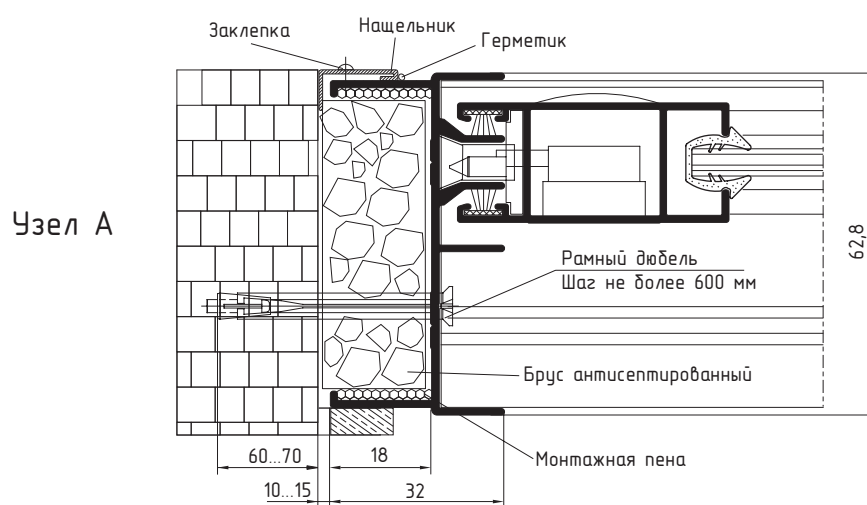 Заклепка
Нащельник
Герметик
Узел А
62,8
Рамный дюбель
Шаг не более 600 мм
Брус антисептированный
60...70
18
Монтажная пена
10...15
32